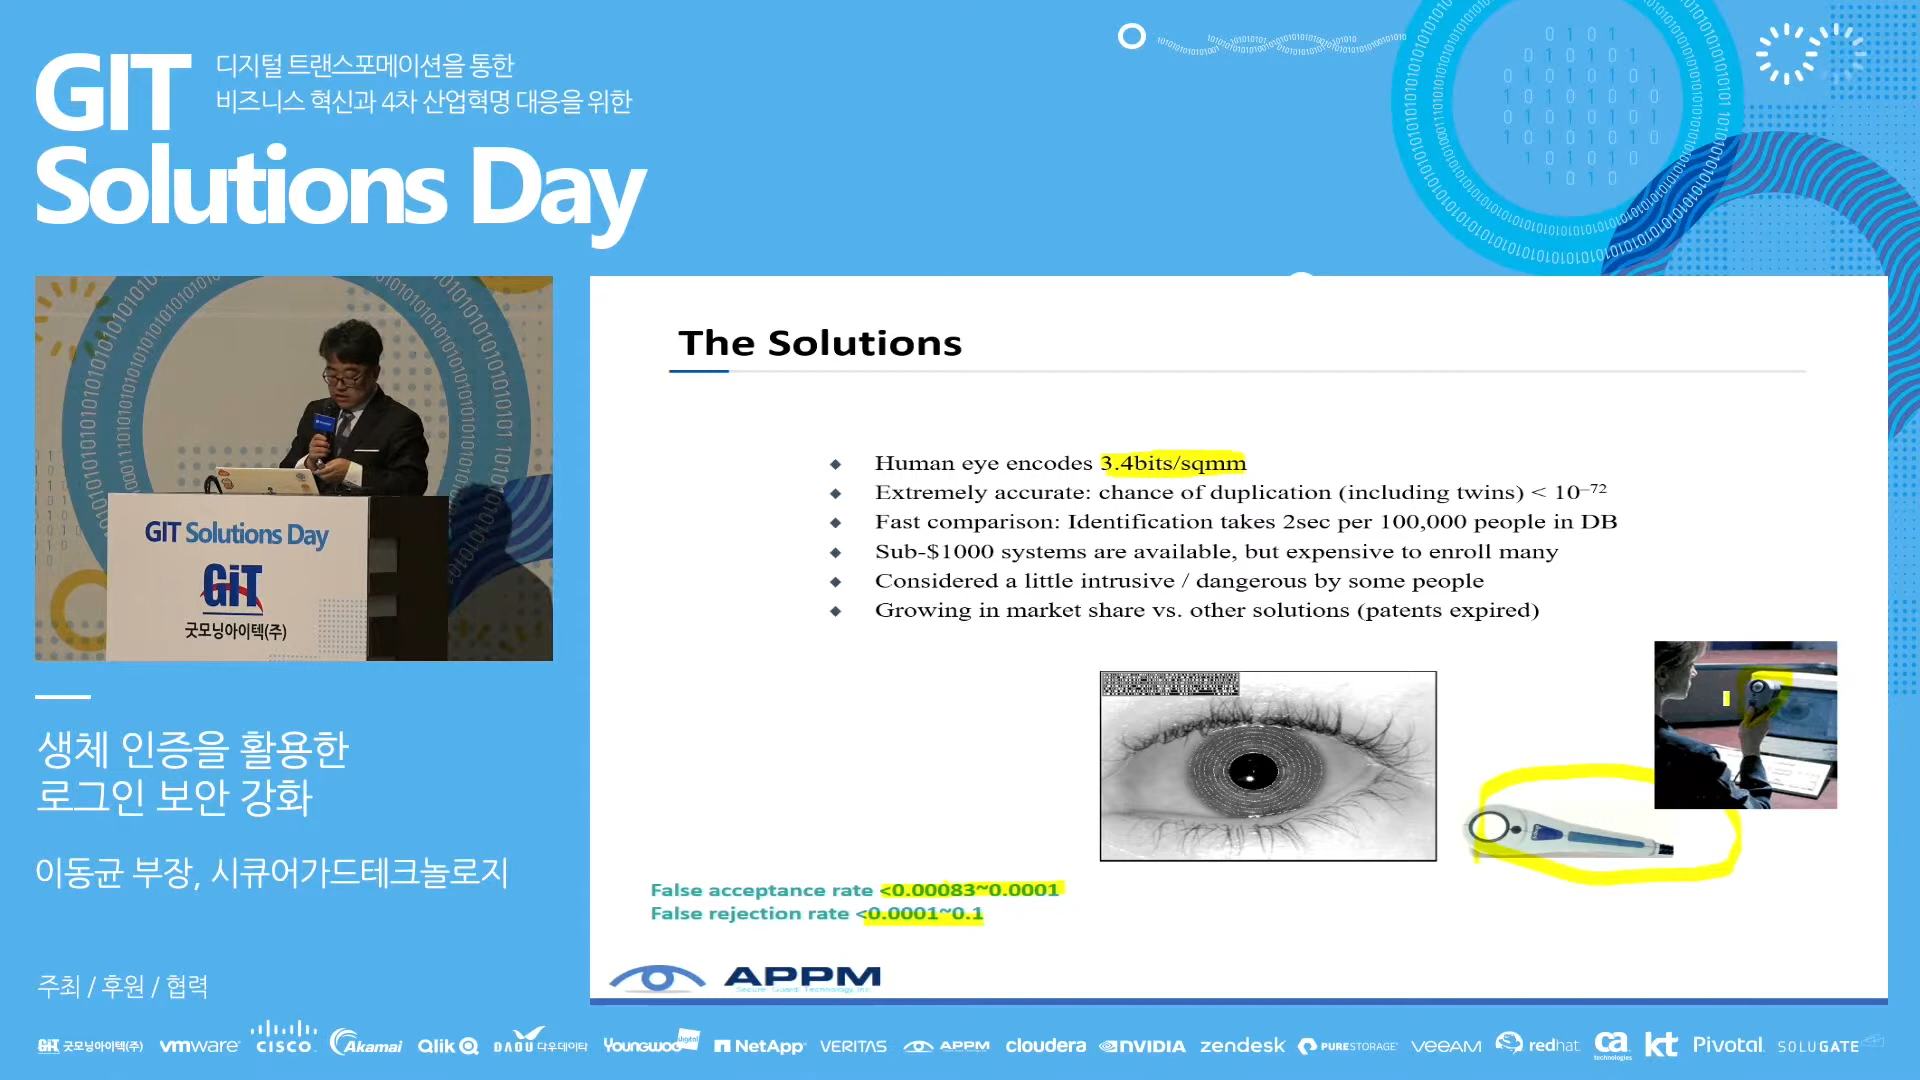 GIT
디지털 트랜스포메이션을 통한
비즈니스 혁신과 4차 산업혁명 대응을 위한
Solutions Day
GIT Solutions Day
GiT
굿모닝아이텍(주)
생체 인증을 활용한
로그인 보안 강화
이동균 부장, 시큐어가드테크놀로지
The Solutions
Human eye encodes 3.4bits/sqmm
Extremely accurate: chance of duplication (including twins) < 10⁻⁷²
Fast comparison: Identification takes 2sec per 100,000 people in DB
Sub-$1000 systems are available, but expensive to enroll many
Considered a little intrusive / dangerous by some people
Growing in market share vs. other solutions (patents expired)
False acceptance rate <0.00083~0.0001
False rejection rate <0.0001~0.1
APPM
Secure Guard Technology Inc.
주최 / 후원 / 협력
GiT 굿모닝아이텍(주) vmware CISCO Akamai Qlik DAOU 다우데이타 Youngwoo digital NetApp VERITAS APPM cloudera NVIDIA zendesk PURESTORAGE VEEAM redhat ca technologies kt Pivotal SOLUGATE